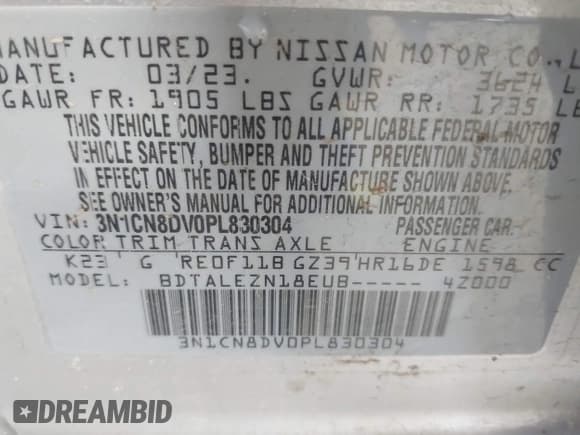 MANUFACTURED BY NISSAN MOTOR CO., L
DATE: 03/23. GVWR: 3624 L
GAWR FR: 1905 LBS GAWR RR: 1735 LB
THIS VEHICLE CONFORMS TO ALL APPLICABLE FEDERAL MOTOR
VEHICLE SAFETY, BUMPER AND THEFT PREVENTION STANDARDS
IN EFFECT ON THE DATE OF MANUFACTURE SHOWN ABOVE.
SEE OWNER'S MANUAL FOR ADDITIONAL INFORMATION.
VIN: 3N1CN8DV0PL830304 PASSENGER CAR
COLOR TRIM TRANS AXLE ENGINE
K23 G RE0F11B GZ39 HR16DE 1598 CC
MODEL: BDTALEZN18EUB----- 4Z000
3N1CN8DV0PL830304
DREAMBID